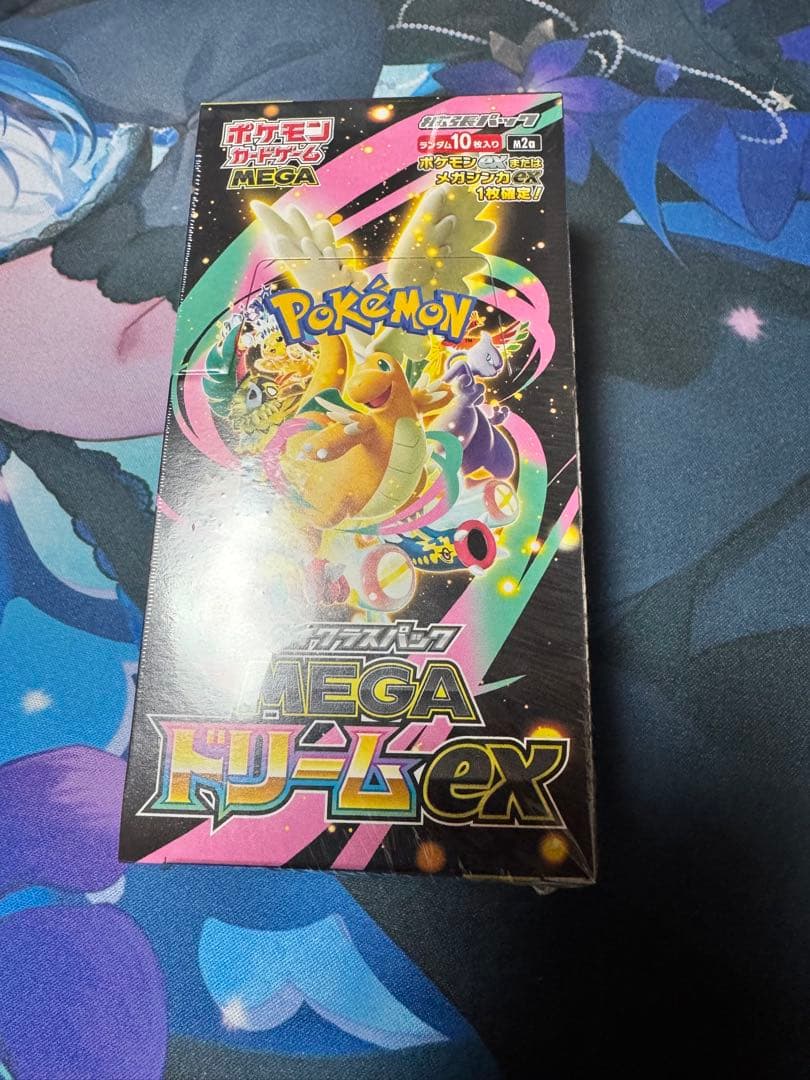 ポケモン
カードゲーム
MEGA
拡張パック
ランダム10枚入り
M2a
ポケモンexまたは
メガシンカex
1枚確定!
POKÉMON
TM
ハイクラスパック
MEGA
ドリームex